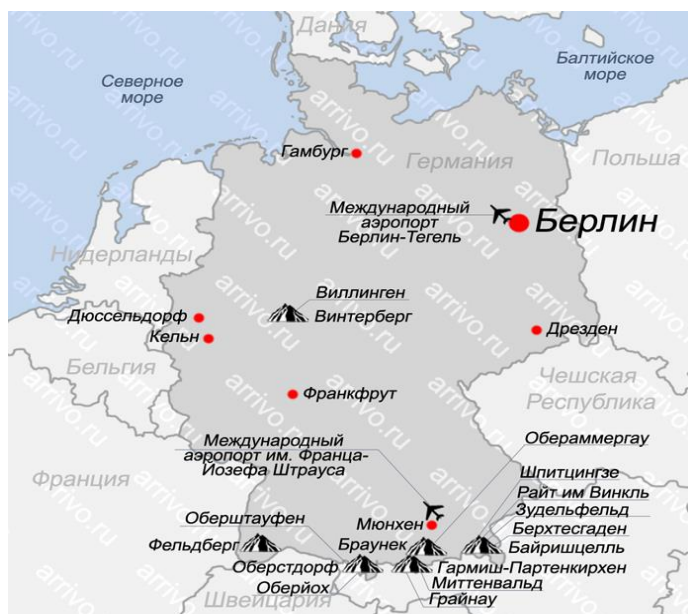 Дания
Северное
море
Балтийское
море
Гамбург
Германия
Польша
Международный
аэропорт
Берлин-Тегель
Берлин
Нидерланды
Виллинген
Винтерберг
Дюссельдорф
Кельн
Дрезден
Бельгия
Чешская
Республика
Франкфрут
Международный
аэропорт им. Франца-
Йозефа Штрауса
Обераммергау
Шпитцингзе
Райт им Винкль
Зудельфельд
Берхтесгаден
Байришцелль
Франция
Оберштауфен
Мюнхен
Фельдберг
Браунек
Оберстдорф
Оберйох
Гармиш-Партенкирхен
Миттенвальд
Грайнау
Швейцария
arrivo.ru